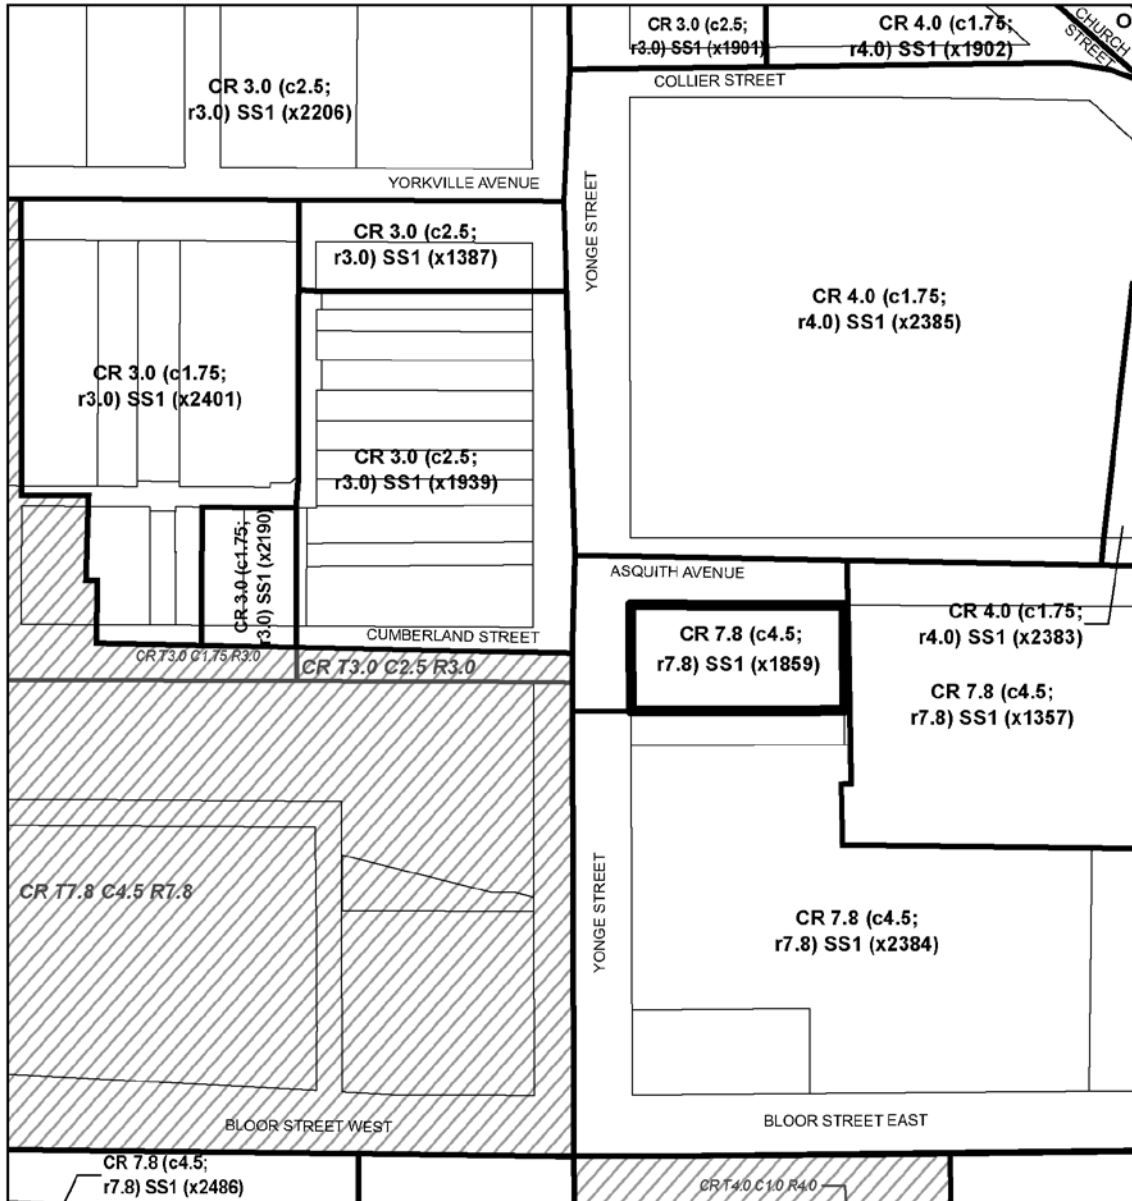 CR 3.0 (c2.5;
r3.0) SS1 (x1901)
CR 4.0 (c1.75;
r4.0) SS1 (x1902)
CHURCH
STREET
O
COLLIER STREET
CR 3.0 (c2.5;
r3.0) SS1 (x2206)
YORKVILLE AVENUE
YONGE STREET
CR 3.0 (c2.5;
r3.0) SS1 (x1387)
CR 4.0 (c1.75;
r4.0) SS1 (x2385)
CR 3.0 (c1.75;
r3.0) SS1 (x2401)
CR 3.0 (c2.5;
r3.0) SS1 (x1939)
CR 3.0 (c1.75;
r3.0) SS1 (x2190)
ASQUITH AVENUE
CUMBERLAND STREET
CR 7.8 (c4.5;
r7.8) SS1 (x1859)
CR 4.0 (c1.75;
r4.0) SS1 (x2383)
CR T3.0 C1.75 R3.0
CR T3.0 C2.5 R3.0
CR 7.8 (c4.5;
r7.8) SS1 (x1357)
CR T7.8 C4.5 R7.8
YONGE STREET
CR 7.8 (c4.5;
r7.8) SS1 (x2384)
BLOOR STREET WEST
BLOOR STREET EAST
CR 7.8 (c4.5;
r7.8) SS1 (x2486)
CR T4.0 C1.0 R4.0